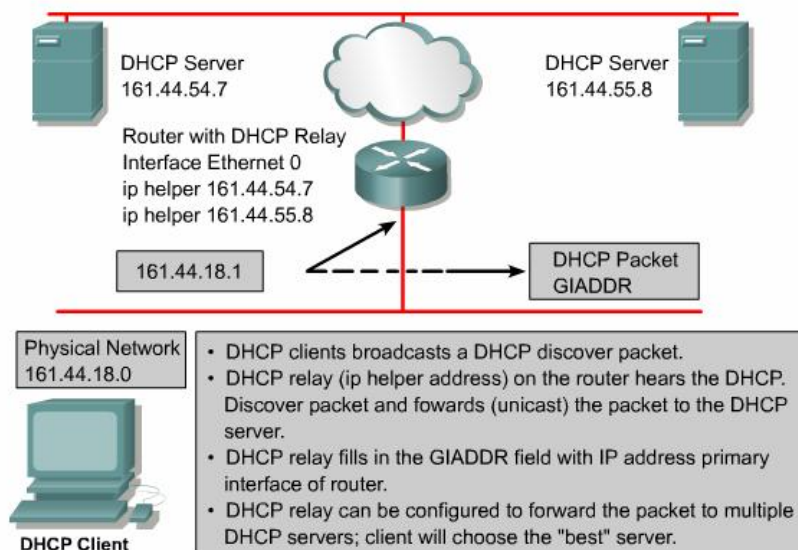 DHCP Server
161.44.54.7
DHCP Server
161.44.55.8
Router with DHCP Relay
Interface Ethernet 0
ip helper 161.44.54.7
ip helper 161.44.55.8
161.44.18.1
DHCP Packet
GIADDR
Physical Network
161.44.18.0
DHCP Client
• DHCP clients broadcasts a DHCP discover packet.
• DHCP relay (ip helper address) on the router hears the DHCP.
Discover packet and fowards (unicast) the packet to the DHCP
server.
• DHCP relay fills in the GIADDR field with IP address primary
interface of router.
• DHCP relay can be configured to forward the packet to multiple
DHCP servers; client will choose the "best" server.